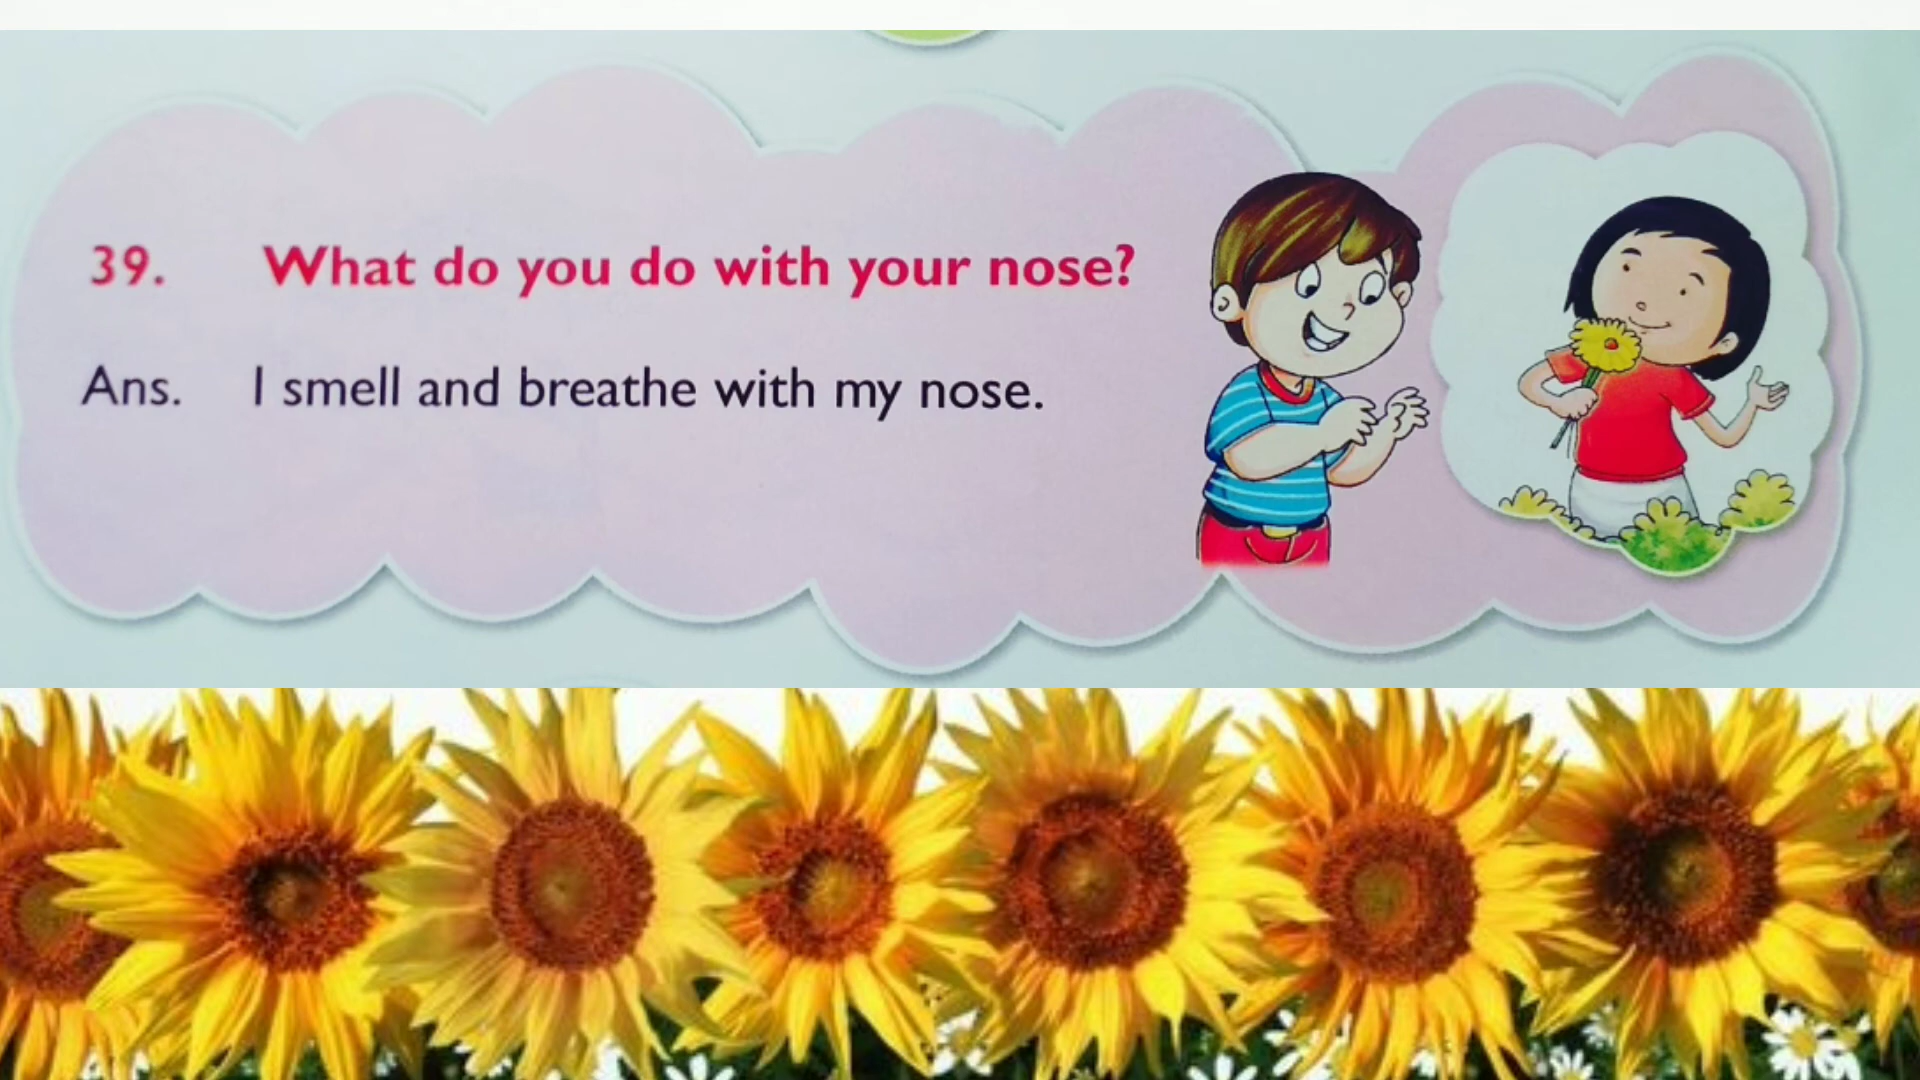 39. What do you do with your nose?
Ans. I smell and breathe with my nose.